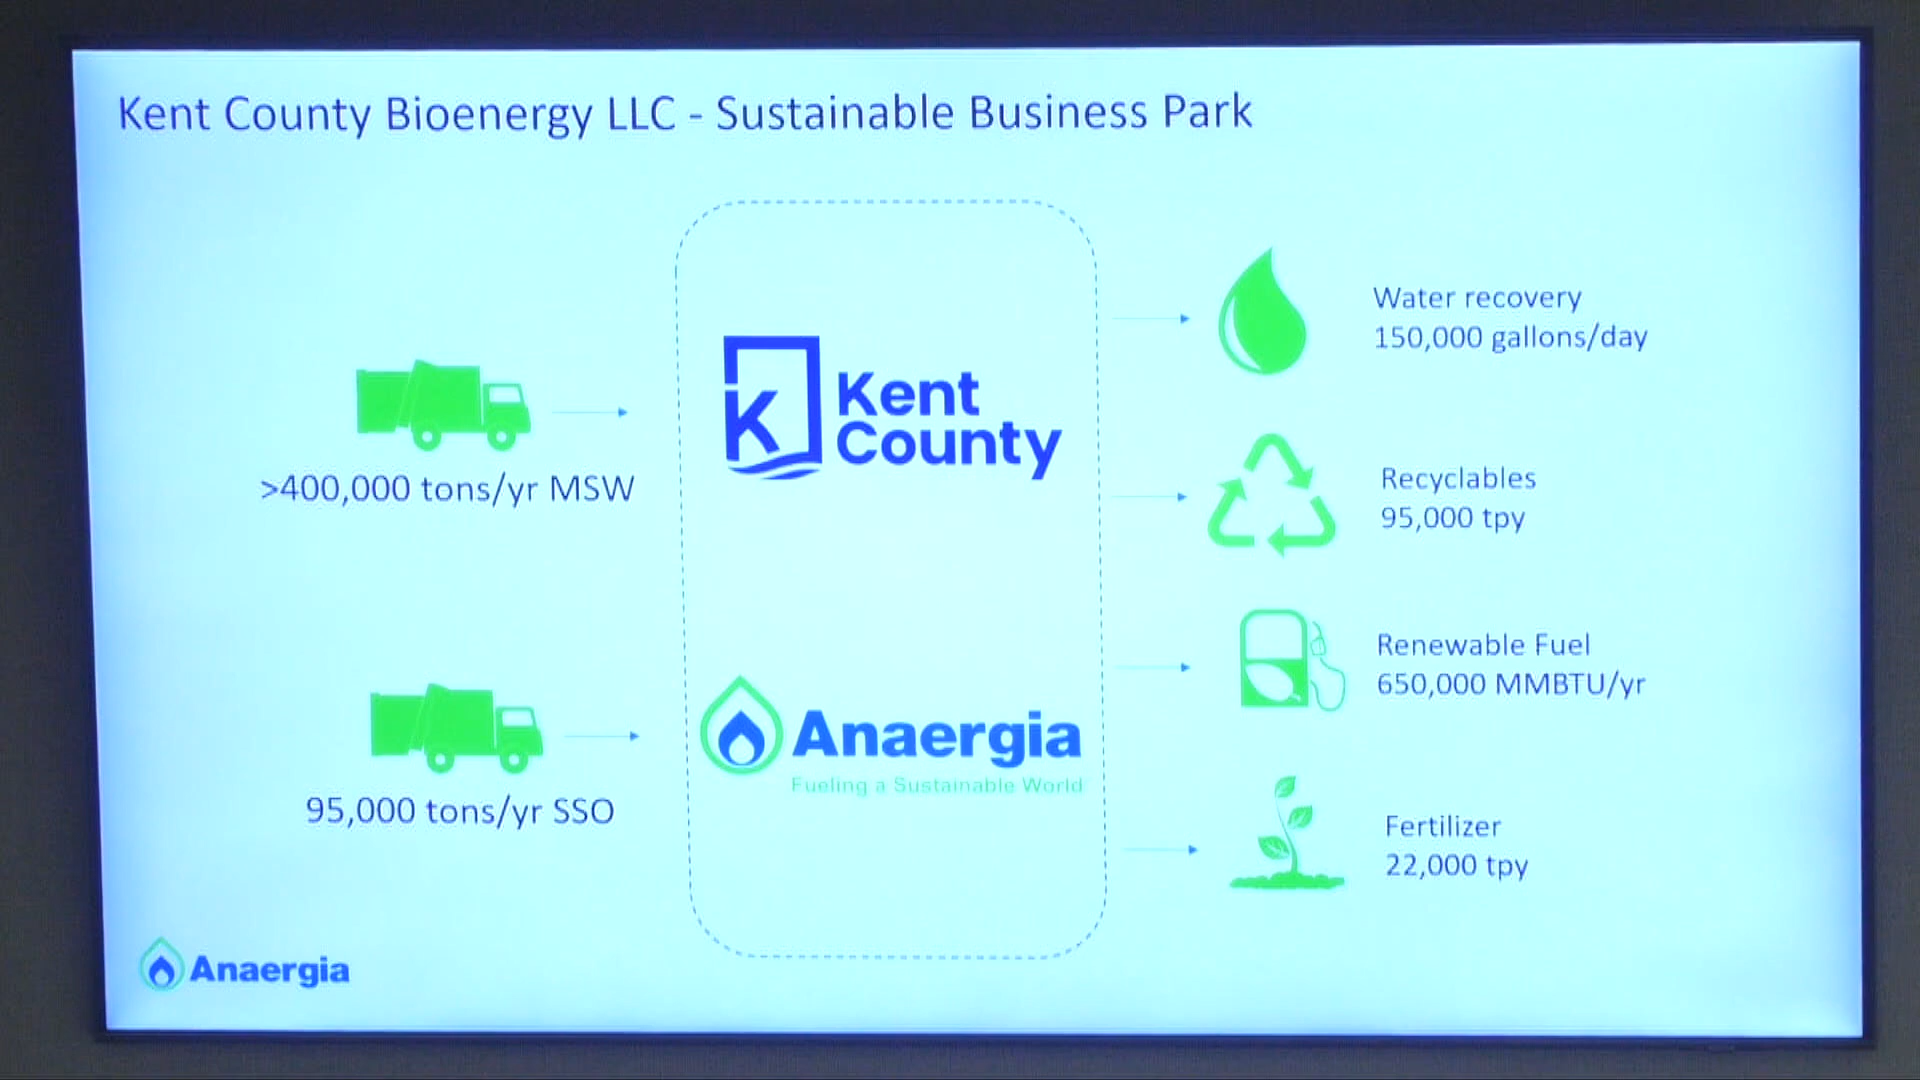 Kent County Bioenergy LLC - Sustainable Business Park
>400,000 tons/yr MSW
95,000 tons/yr SSO
K
Kent
County
Anaergia
Fueling a Sustainable World
Water recovery
150,000 gallons/day
Recyclables
95,000 tpy
Renewable Fuel
650,000 MMBTU/yr
Fertilizer
22,000 tpy
Anaergia